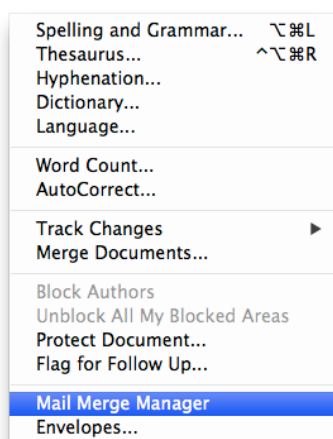 Spelling and Grammar... ⌥⌘L
Thesaurus... ^⌥⌘R
Hyphenation...
Dictionary...
Language...
Word Count...
AutoCorrect...
Track Changes ▶
Merge Documents...
Block Authors
Unblock All My Blocked Areas
Protect Document...
Flag for Follow Up...
Mail Merge Manager
Envelopes...